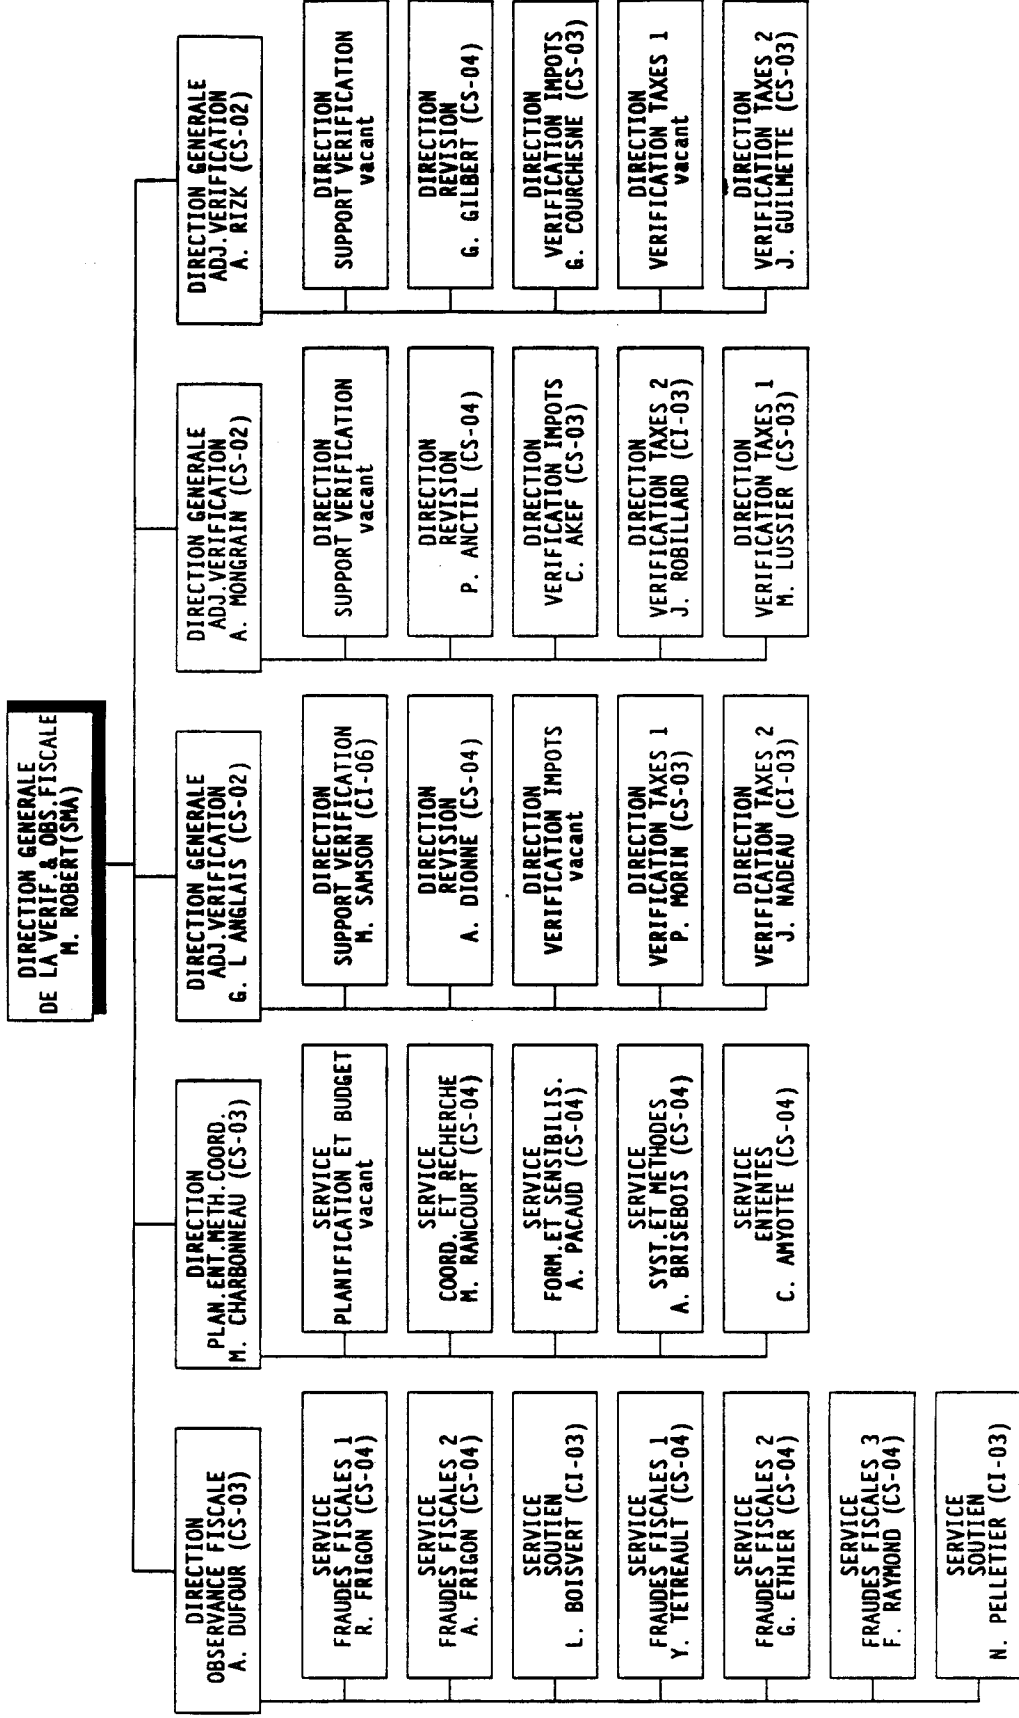 DIRECTION GENERALE
DE LA VERIF. & OBS.FISCALE
M. ROBERT(SMA)
DIRECTION
OBSERVANCE FISCALE
A. DUFOUR (CS-03)
SERVICE
FRAUDES FISCALES 1
R. FRIGON (CS-04)
SERVICE
FRAUDES FISCALES 2
A. FRIGON (CS-04)
SERVICE
SOUTIEN
L. BOISVERT (CI-03)
SERVICE
FRAUDES FISCALES 1
Y. TETREAULT (CS-04)
SERVICE
FRAUDES FISCALES 2
G. ETHIER (CS-04)
SERVICE
FRAUDES FISCALES 3
F. RAYMOND (CS-04)
SERVICE
SOUTIEN
N. PELLETIER (CI-03)
DIRECTION
PLAN.ENT.METH.COORD.
M. CHARBONNEAU (CS-03)
SERVICE
PLANIFICATION ET BUDGET
vacant
SERVICE
COORD. ET RECHERCHE
M. RANCOURT (CS-04)
SERVICE
FORM.ET SENSIBILIS.
A. PACAUD (CS-04)
SERVICE
SYST.ET METHODES
A. BRISEBOIS (CS-04)
SERVICE
ENTENTES
C. AMYOTTE (CS-04)
DIRECTION GENERALE
ADJ.VERIFICATION
G. L ANGLAIS (CS-02)
DIRECTION
SUPPORT VERIFICATION
M. SAMSON (CI-06)
DIRECTION
REVISION
A. DIONNE (CS-04)
DIRECTION
VERIFICATION IMPOTS
vacant
DIRECTION
VERIFICATION TAXES 1
P. MORIN (CS-03)
DIRECTION
VERIFICATION TAXES 2
J. NADEAU (CI-03)
DIRECTION GENERALE
ADJ.VERIFICATION
A. MONGRAIN (CS-02)
DIRECTION
SUPPORT VERIFICATION
vacant
DIRECTION
REVISION
P. ANCTIL (CS-04)
DIRECTION
VERIFICATION IMPOTS
C. AKEF (CS-03)
DIRECTION
VERIFICATION TAXES 2
J. ROBILLARD (CI-03)
DIRECTION
VERIFICATION TAXES 1
M. LUSSIER (CS-03)
DIRECTION GENERALE
ADJ.VERIFICATION
A. RIZK (CS-02)
DIRECTION
SUPPORT VERIFICATION
vacant
DIRECTION
REVISION
G. GILBERT (CS-04)
DIRECTION
VERIFICATION IMPOTS
G. COURCHESNE (CS-03)
DIRECTION
VERIFICATION TAXES 1
vacant
DIRECTION
VERIFICATION TAXES 2
J. GUILMETTE (CS-03)